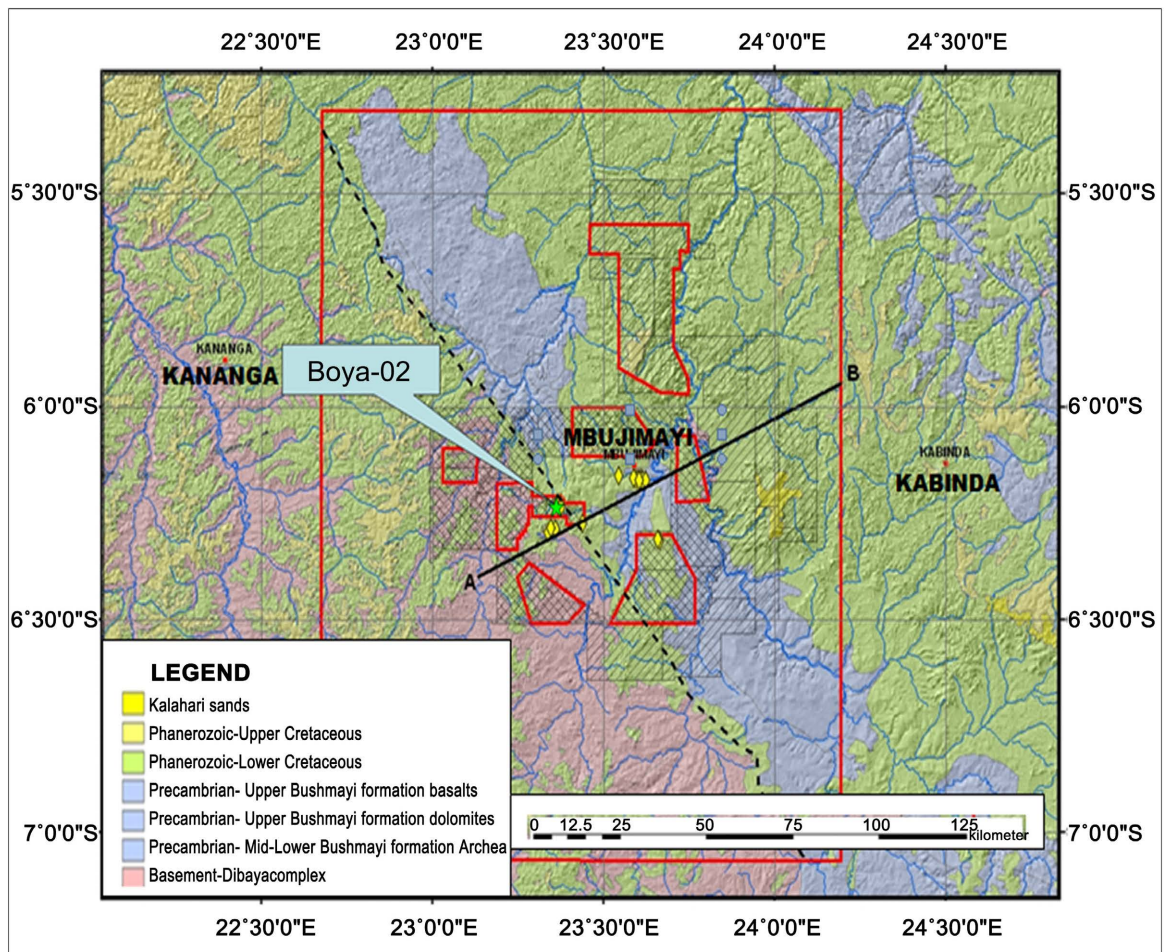 22˚30'0"E 23˚0'0"E 23˚30'0"E 24˚0'0"E 24˚30'0"E
5˚30'0"S 5˚30'0"S
KANANGA
KANANGA
Boya-02
B
6˚0'0"S 6˚0'0"S
MBUJIMAYI
KABINDA
KABINDA
A
6˚30'0"S 6˚30'0"S
LEGEND
Kalahari sands
Phanerozoic-Upper Cretaceous
Phanerozoic-Lower Cretaceous
Precambrian- Upper Bushmayi formation basalts
Precambrian- Upper Bushmayi formation dolomites
Precambrian- Mid-Lower Bushmayi formation Archea
Basement-Dibayacomplex
0 12.5 25 50 75 100 125
Kilometer
7˚0'0"S 7˚0'0"S
22˚30'0"E 23˚0'0"E 23˚30'0"E 24˚0'0"E 24˚30'0"E